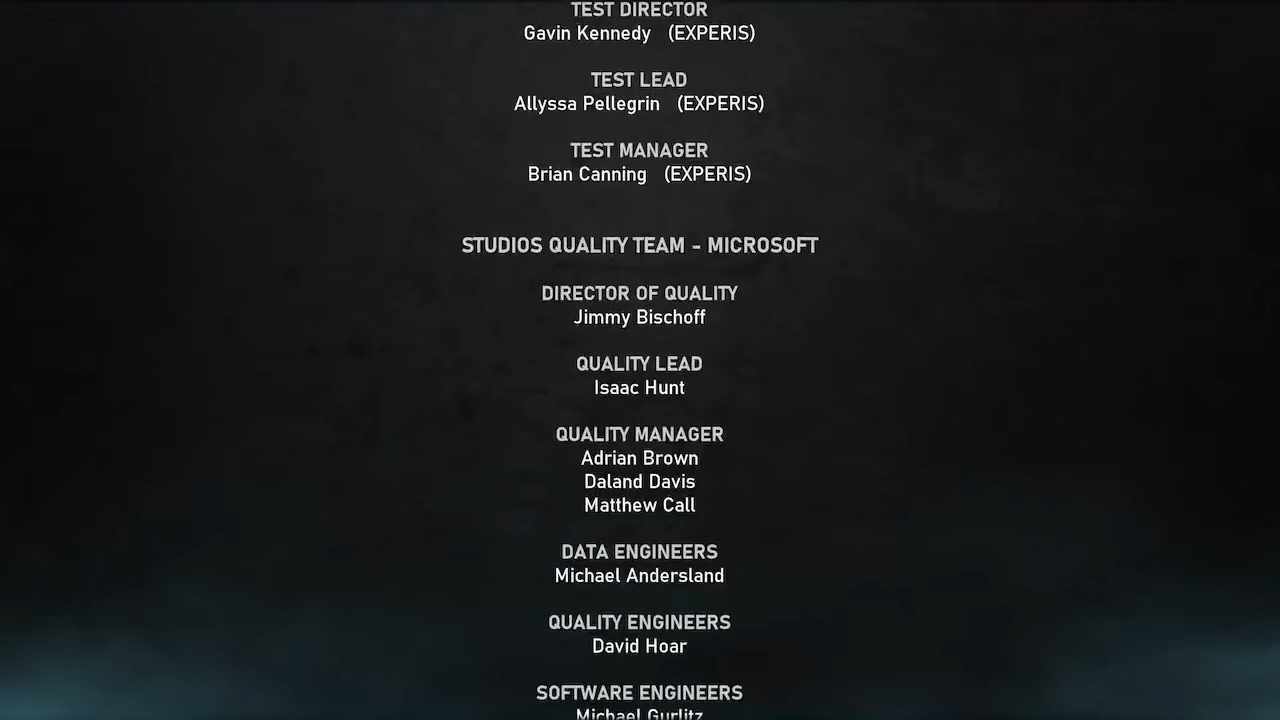 TEST DIRECTOR
Gavin Kennedy (EXPERIS)
TEST LEAD
Allyssa Pellegrin (EXPERIS)
TEST MANAGER
Brian Canning (EXPERIS)
STUDIOS QUALITY TEAM - MICROSOFT
DIRECTOR OF QUALITY
Jimmy Bischoff
QUALITY LEAD
Isaac Hunt
QUALITY MANAGER
Adrian Brown
Daland Davis
Matthew Call
DATA ENGINEERS
Michael Andersland
QUALITY ENGINEERS
David Hoar
SOFTWARE ENGINEERS
Michael Gurlitz